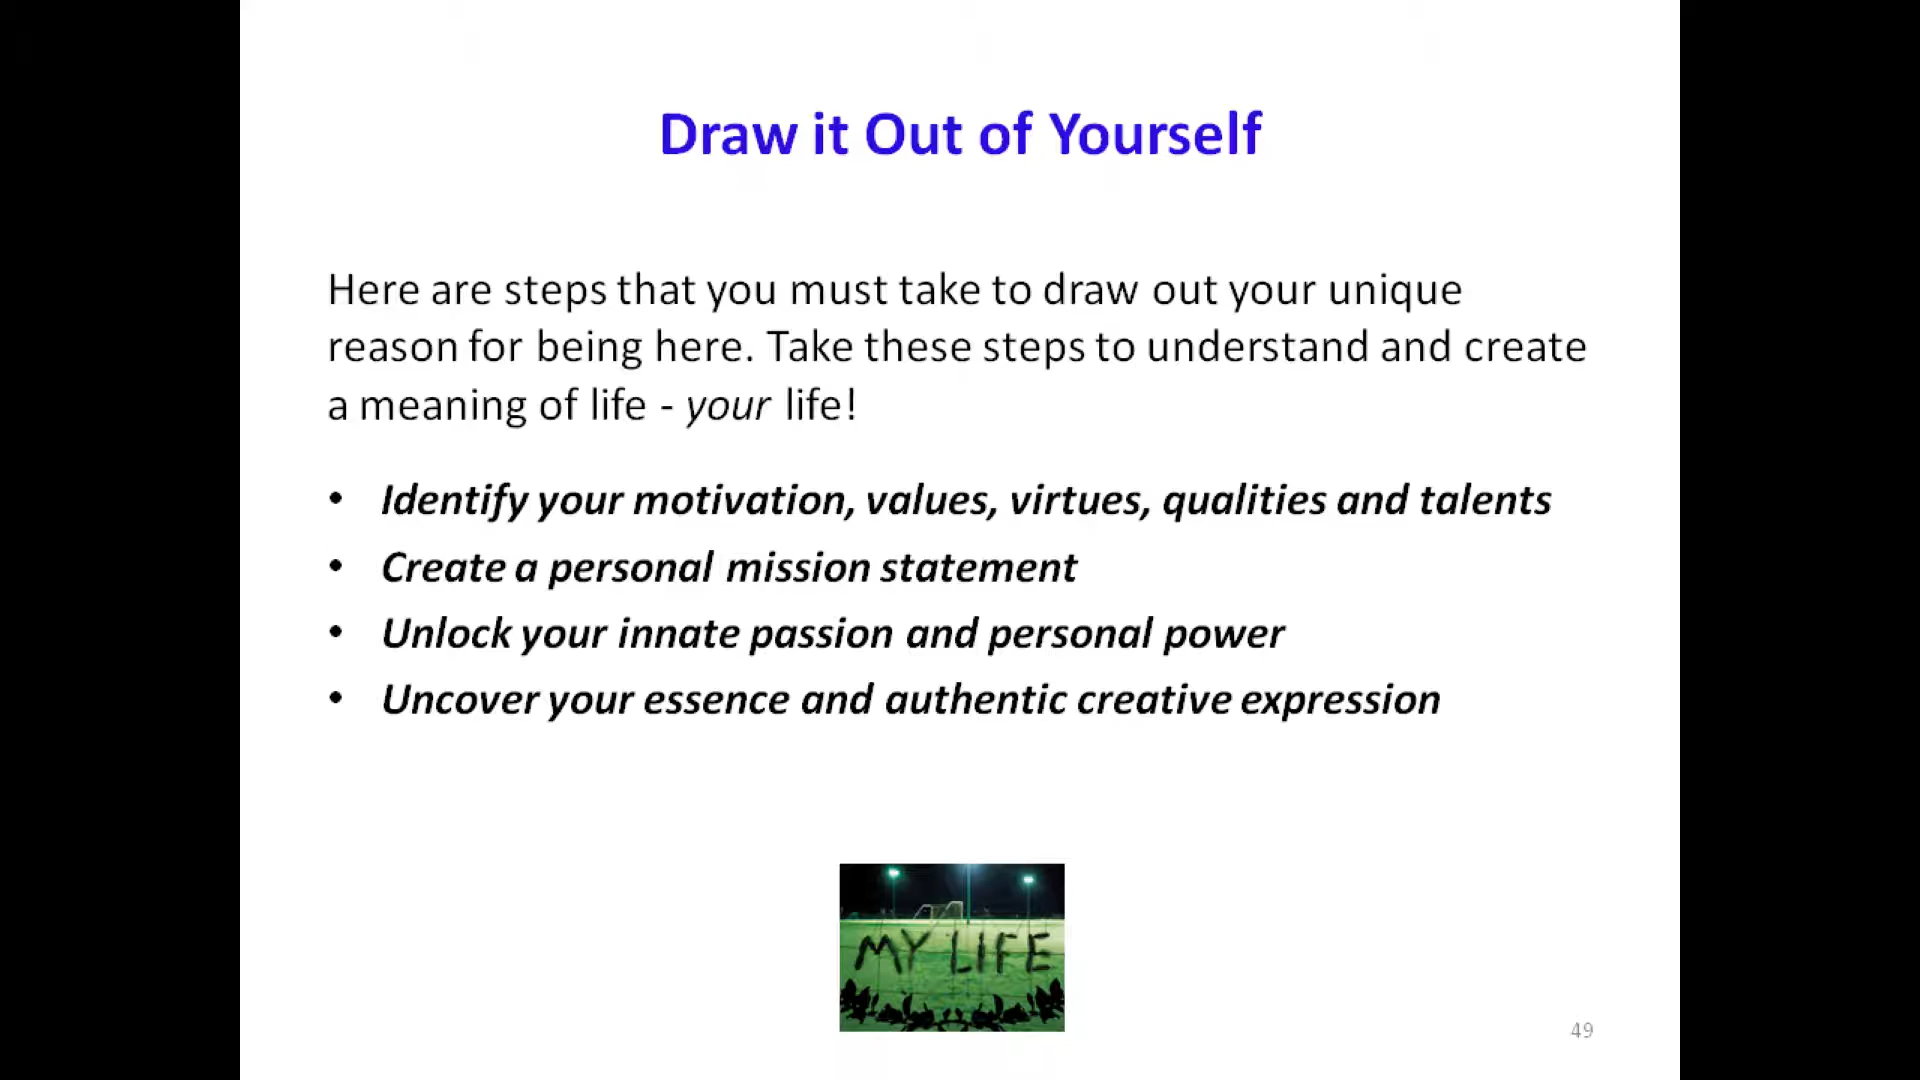 Draw it Out of Yourself
Here are steps that you must take to draw out your unique
reason for being here. Take these steps to understand and create
a meaning of life - your life!
• Identify your motivation, values, virtues, qualities and talents
• Create a personal mission statement
• Unlock your innate passion and personal power
• Uncover your essence and authentic creative expression
MY LIFE
49